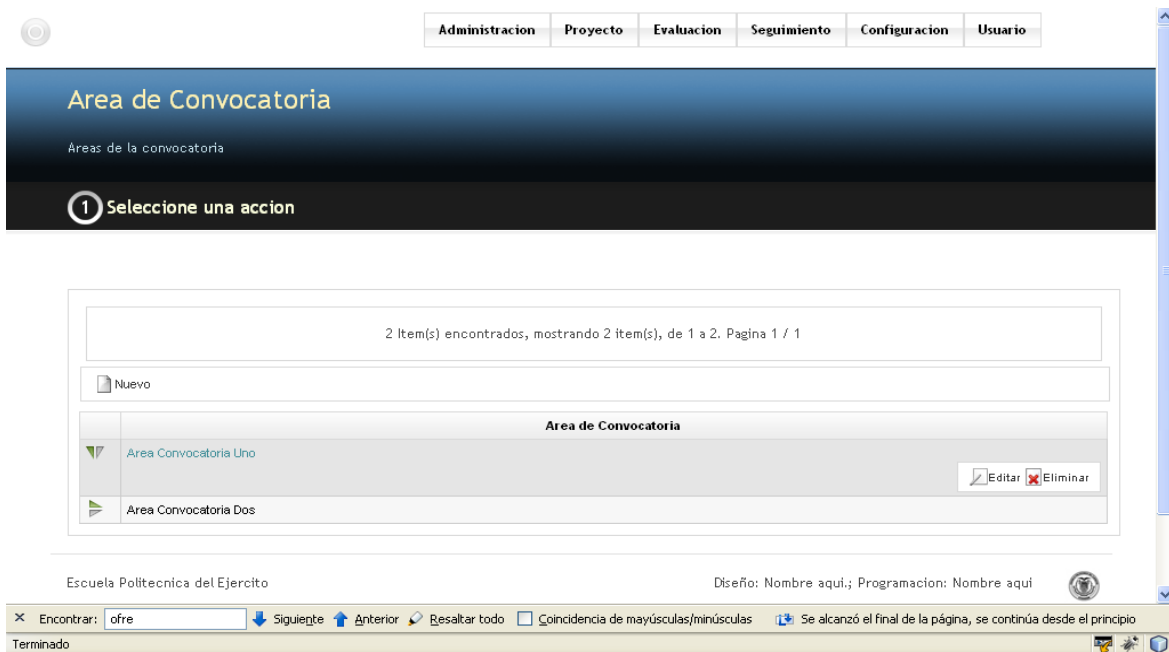 Administracion Proyecto Evaluacion Seguimiento Configuracion Usuario
Area de Convocatoria
Areas de la convocatoria
1 Seleccione una accion
2 Item(s) encontrados, mostrando 2 item(s), de 1 a 2. Pagina 1 / 1
Nuevo
Area de Convocatoria
Area Convocatoria Uno
Editar Eliminar
Area Convocatoria Dos
Escuela Politecnica del Ejercito Diseño: Nombre aqui.; Programacion: Nombre aqui
Encontrar: ofre Siguiente Anterior Resaltar todo Coincidencia de mayúsculas/minúsculas Se alcanzó el final de la página, se continúa desde el principio
Terminado